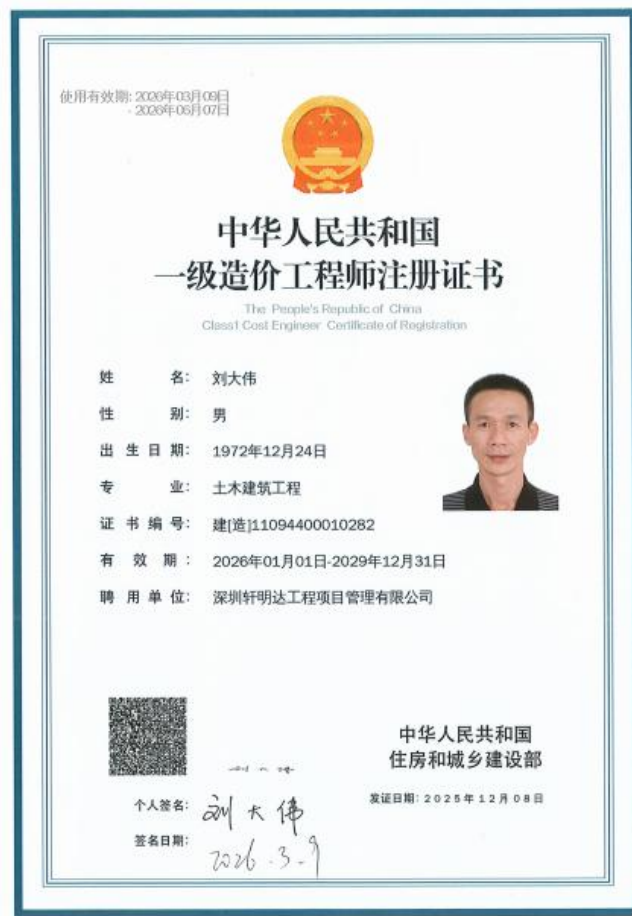 使用有效期: 2026年03月09日
- 2026年06月07日
中华人民共和国
一级造价工程师注册证书
The People's Republic of China
Class1 Cost Engineer Certificate of Registration
姓 名: 刘大伟
性 别: 男
出生日期: 1972年12月24日
专 业: 土木建筑工程
证书编号: 建[造]11094400010282
有 效 期: 2026年01月01日-2029年12月31日
聘用单位: 深圳轩明达工程项目管理有限公司
中华人民共和国
住房和城乡建设部
个人签名: 刘大伟
签名日期: 2026.3.9
发证日期: 2025年12月08日